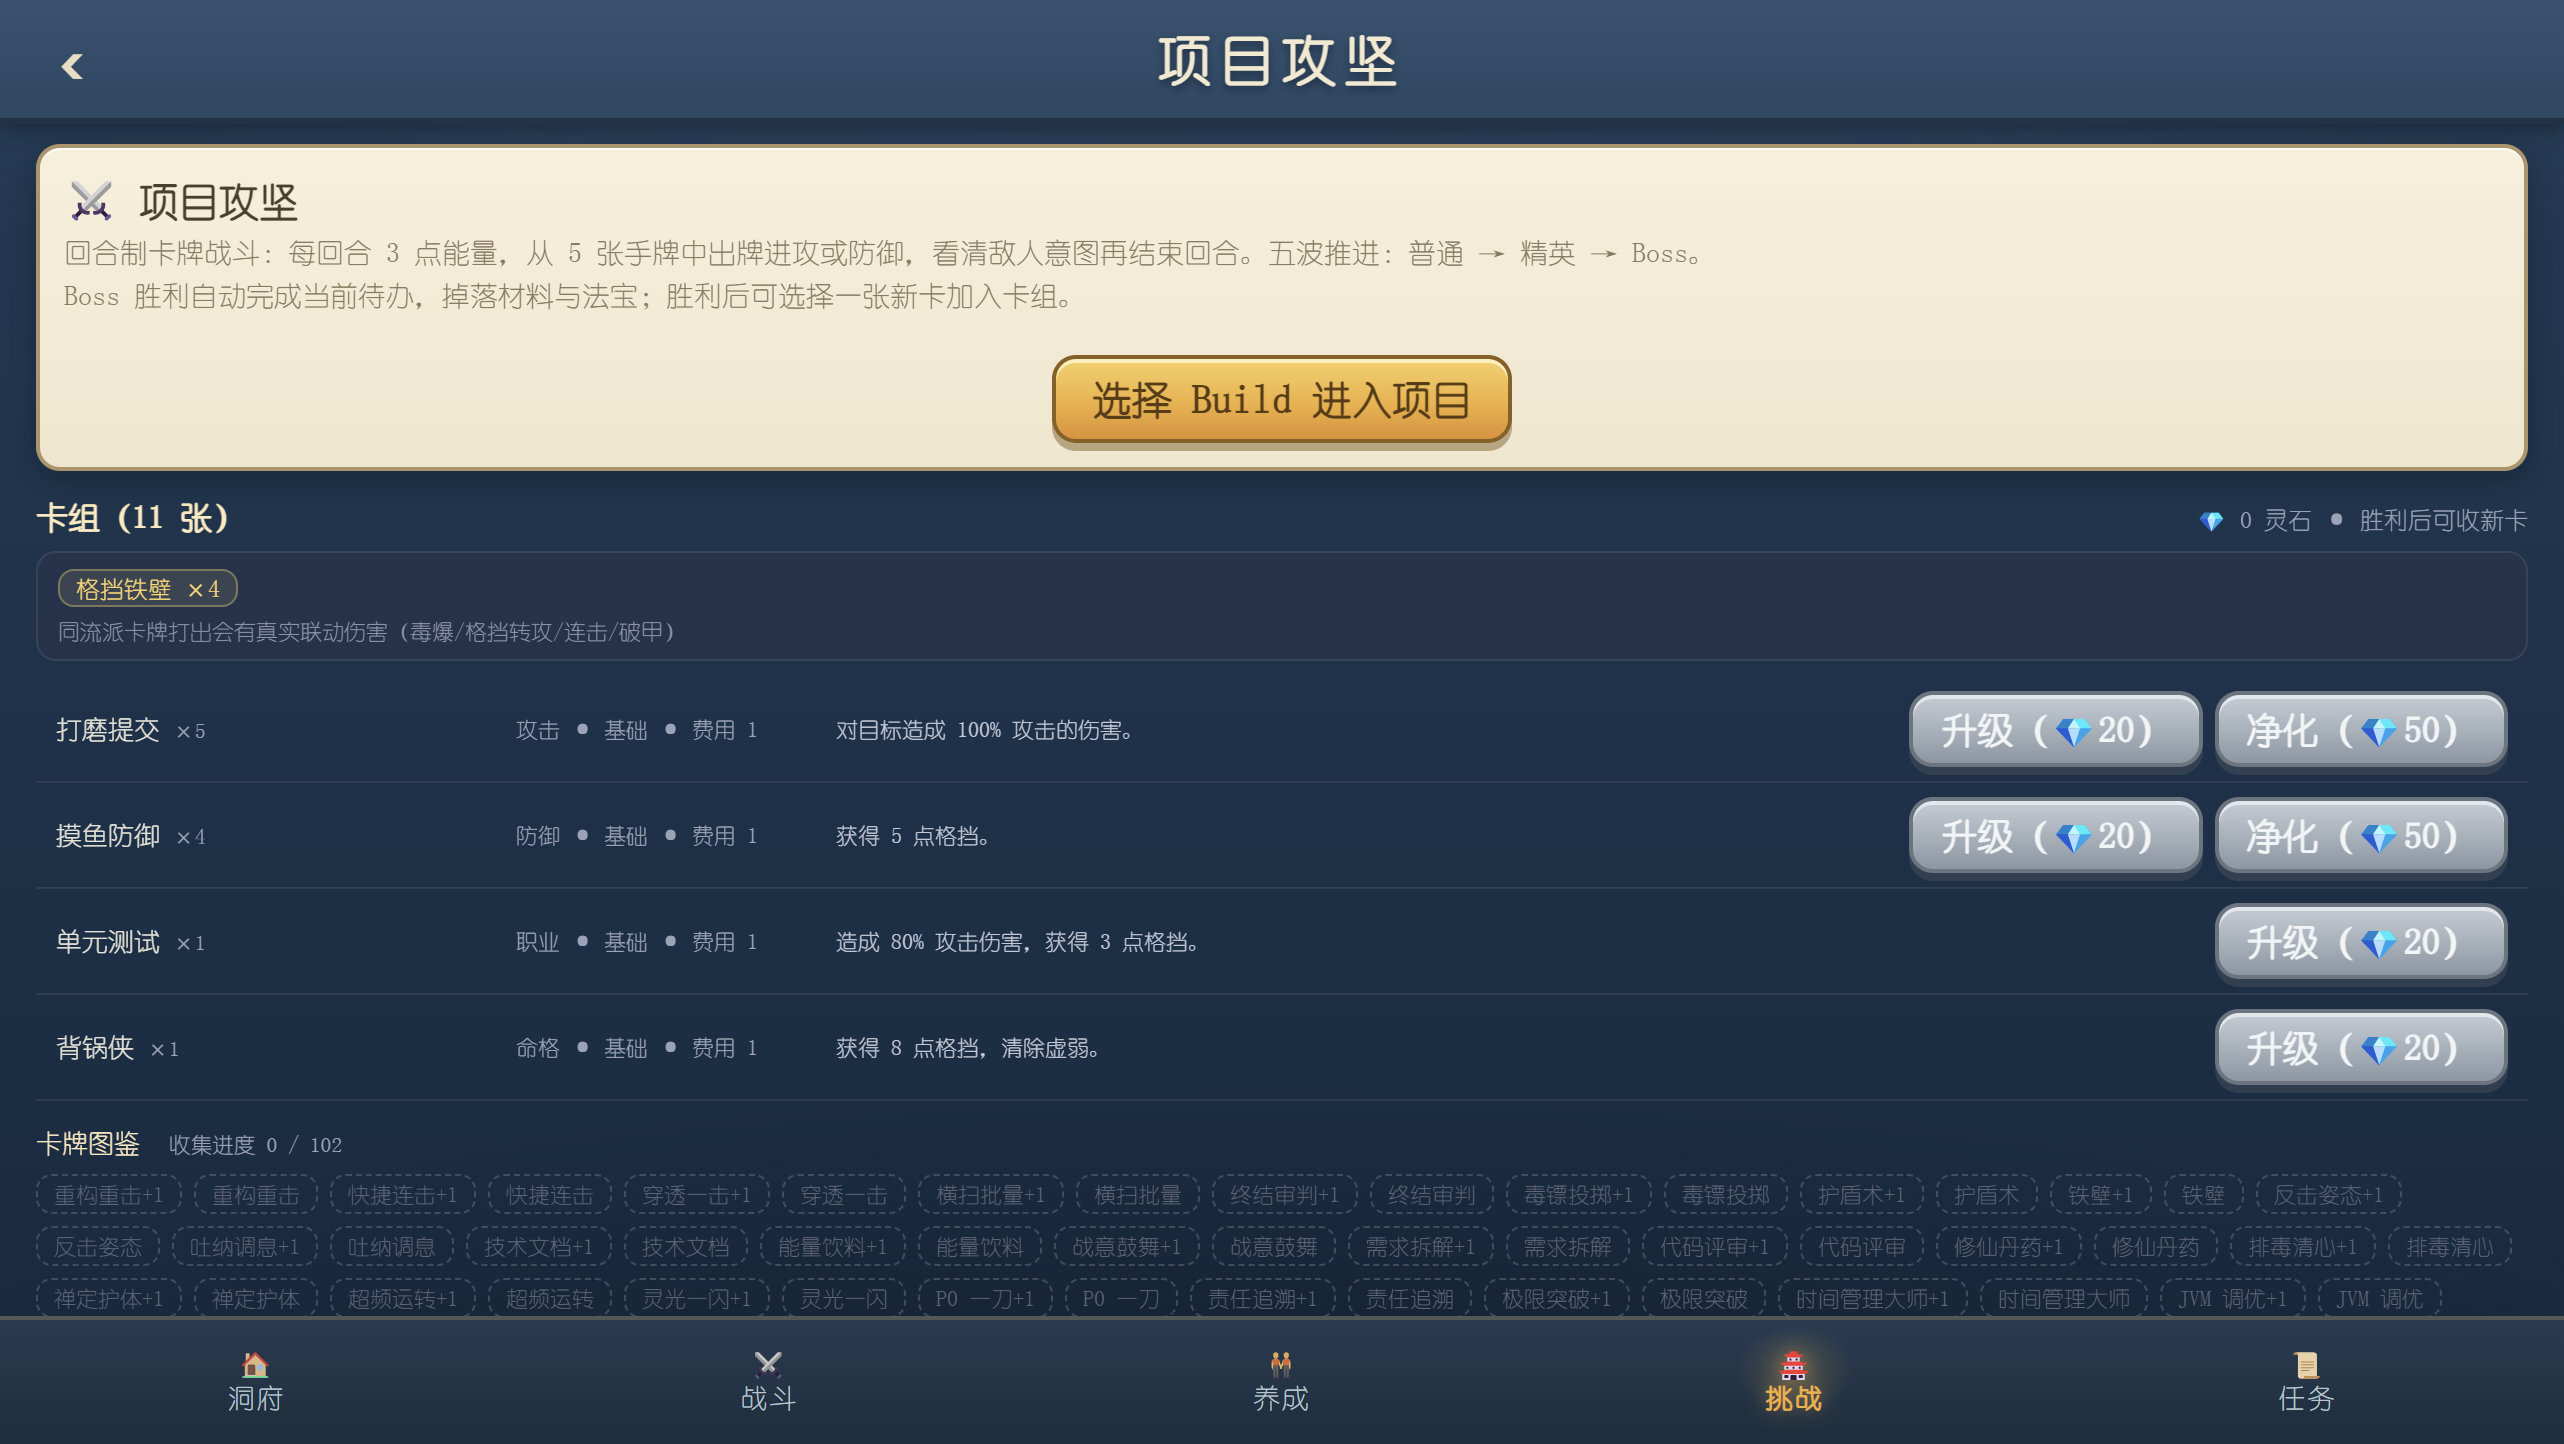 项目攻坚
项目攻坚
回合制卡牌战斗: 每回合 3 点能量, 从 5 张手牌中出牌进攻或防御, 看清敌人意图再结束回合。五波推进: 普通 → 精英 → Boss。
Boss 胜利自动完成当前待办, 掉落材料与法宝; 胜利后可选择一张新卡加入卡组。
选择 Build 进入项目
卡组 (11 张)
💎 0 灵石 • 胜利后可收新卡
格挡铁壁 ×4
同流派卡牌打出会有真实联动伤害 (毒爆/格挡转攻/连击/破甲)
打磨提交 ×5 攻击 • 基础 • 费用 1 对目标造成 100% 攻击的伤害。 升级 (💎20) 净化 (💎50)
摸鱼防御 ×4 防御 • 基础 • 费用 1 获得 5 点格挡。 升级 (💎20) 净化 (💎50)
单元测试 ×1 职业 • 基础 • 费用 1 造成 80% 攻击伤害, 获得 3 点格挡。 升级 (💎20)
背锅侠 ×1 命格 • 基础 • 费用 1 获得 8 点格挡, 清除虚弱。 升级 (💎20)
卡牌图鉴 收集进度 0 / 102
重构重击+1 重构重击 快捷连击+1 快捷连击 穿透一击+1 穿透一击 横扫批量+1 横扫批量 终结审判+1 终结审判 毒镖投掷+1 毒镖投掷 护盾术+1 护盾术 铁壁+1 铁壁 反击姿态+1
反击姿态 吐纳调息+1 吐纳调息 技术文档+1 技术文档 能量饮料+1 能量饮料 战意鼓舞+1 战意鼓舞 需求拆解+1 需求拆解 代码评审+1 代码评审 修仙丹药+1 修仙丹药 排毒清心+1 排毒清心
禅定护体+1 禅定护体 超频运转+1 超频运转 灵光一闪+1 灵光一闪 P0 一刀+1 P0 一刀 责任追溯+1 责任追溯 极限突破+1 极限突破 时间管理大师+1 时间管理大师 JVM 调优+1 JVM 调优
洞府 战斗 养成 挑战 任务